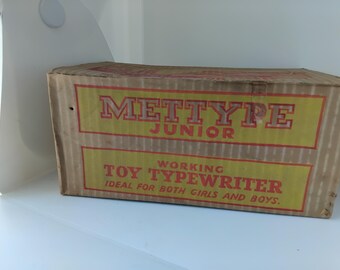 METTYPE
JUNIOR
WORKING
TOY TYPEWRITER
IDEAL FOR BOTH GIRLS AND BOYS.